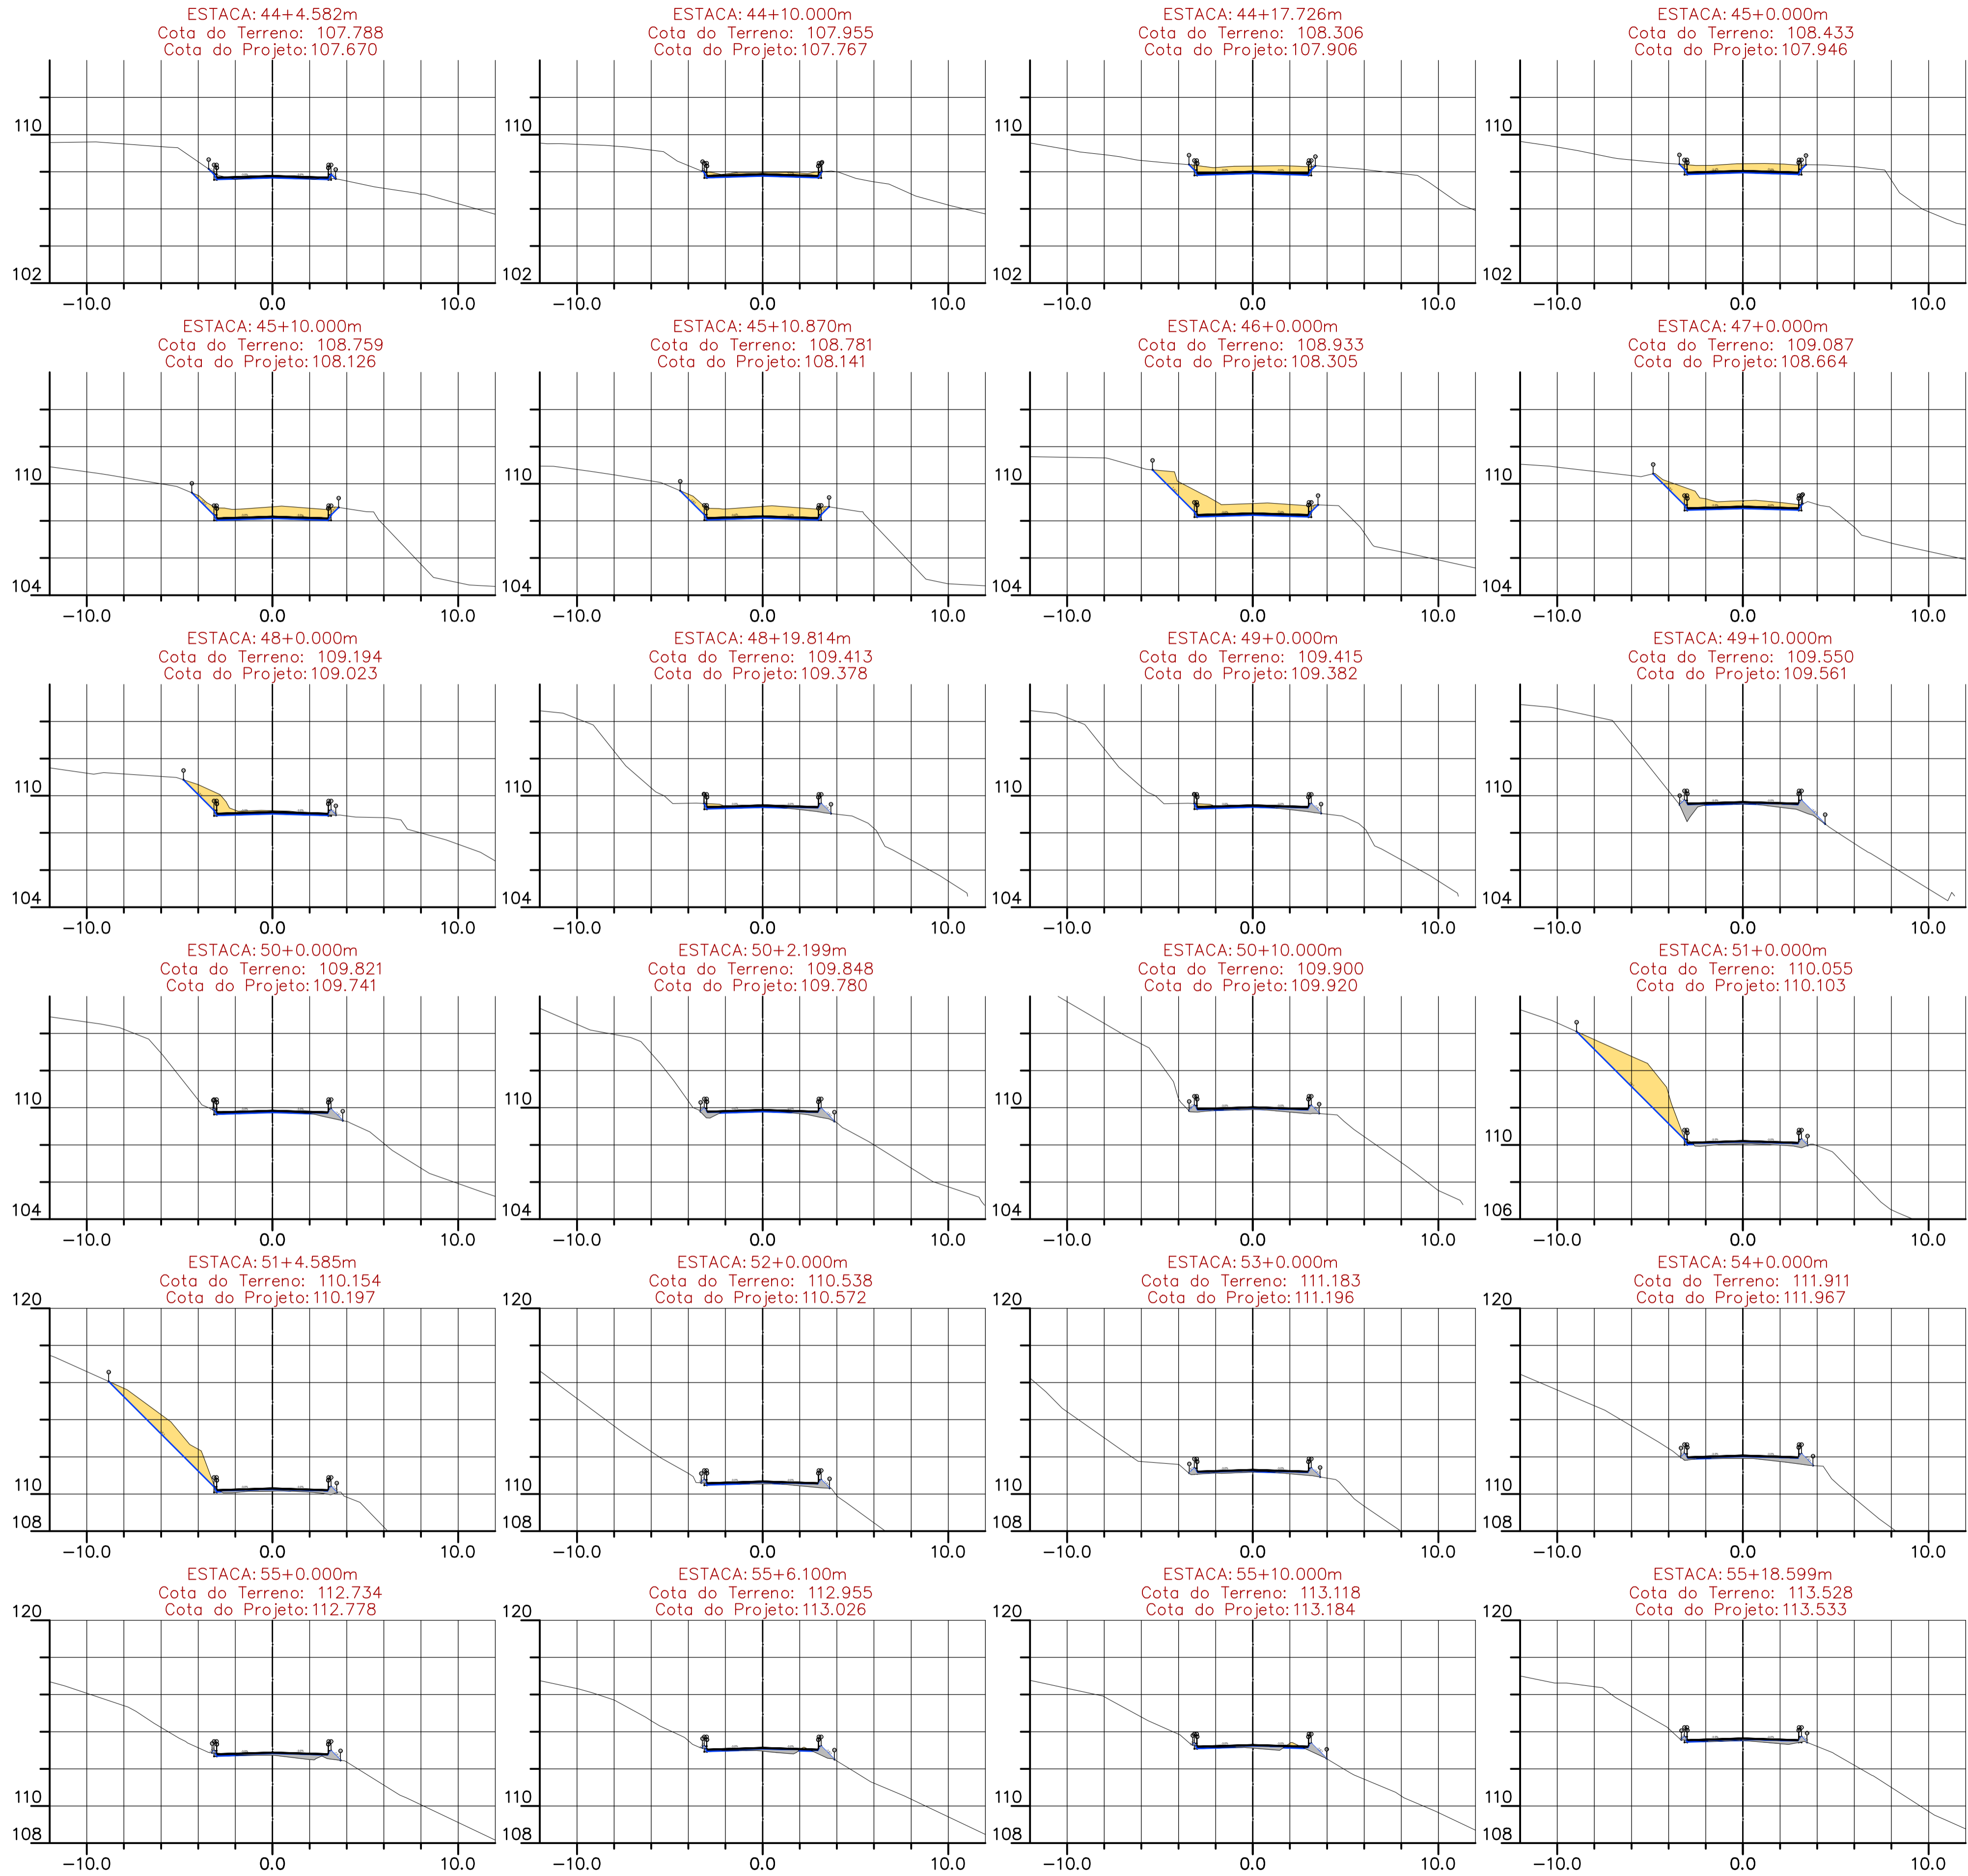 ESTACA: 44+4.582m
Cota do Terreno: 107.788
Cota do Projeto:107.670
110
102
-10.0 0.0 10.0
ESTACA: 44+10.000m
Cota do Terreno: 107.955
Cota do Projeto:107.767
110
102
-10.0 0.0 10.0
ESTACA: 44+17.726m
Cota do Terreno: 108.306
Cota do Projeto:107.906
110
102
-10.0 0.0 10.0
ESTACA: 45+0.000m
Cota do Terreno: 108.433
Cota do Projeto:107.946
110
102
-10.0 0.0 10.0
ESTACA: 45+10.000m
Cota do Terreno: 108.759
Cota do Projeto:108.126
110
104
-10.0 0.0 10.0
ESTACA: 45+10.870m
Cota do Terreno: 108.781
Cota do Projeto:108.141
110
104
-10.0 0.0 10.0
ESTACA: 46+0.000m
Cota do Terreno: 108.933
Cota do Projeto:108.305
110
104
-10.0 0.0 10.0
ESTACA: 47+0.000m
Cota do Terreno: 109.087
Cota do Projeto:108.664
110
104
-10.0 0.0 10.0
ESTACA: 48+0.000m
Cota do Terreno: 109.194
Cota do Projeto:109.023
110
104
-10.0 0.0 10.0
ESTACA: 48+19.814m
Cota do Terreno: 109.413
Cota do Projeto:109.378
110
104
-10.0 0.0 10.0
ESTACA: 49+0.000m
Cota do Terreno: 109.415
Cota do Projeto:109.382
110
104
-10.0 0.0 10.0
ESTACA: 49+10.000m
Cota do Terreno: 109.550
Cota do Projeto:109.561
110
104
-10.0 0.0 10.0
ESTACA: 50+0.000m
Cota do Terreno: 109.821
Cota do Projeto:109.741
110
104
-10.0 0.0 10.0
ESTACA: 50+2.199m
Cota do Terreno: 109.848
Cota do Projeto:109.780
110
104
-10.0 0.0 10.0
ESTACA: 50+10.000m
Cota do Terreno: 109.900
Cota do Projeto:109.920
110
104
-10.0 0.0 10.0
ESTACA: 51+0.000m
Cota do Terreno: 110.055
Cota do Projeto:110.103
110
106
-10.0 0.0 10.0
ESTACA: 51+4.585m
Cota do Terreno: 110.154
Cota do Projeto:110.197
120
110
108
-10.0 0.0 10.0
ESTACA: 52+0.000m
Cota do Terreno: 110.538
Cota do Projeto:110.572
120
110
108
-10.0 0.0 10.0
ESTACA: 53+0.000m
Cota do Terreno: 111.183
Cota do Projeto:111.196
120
110
108
-10.0 0.0 10.0
ESTACA: 54+0.000m
Cota do Terreno: 111.911
Cota do Projeto:111.967
120
110
108
-10.0 0.0 10.0
ESTACA: 55+0.000m
Cota do Terreno: 112.734
Cota do Projeto:112.778
120
110
108
-10.0 0.0 10.0
ESTACA: 55+6.100m
Cota do Terreno: 112.955
Cota do Projeto:113.026
120
110
108
-10.0 0.0 10.0
ESTACA: 55+10.000m
Cota do Terreno: 113.118
Cota do Projeto:113.184
120
110
108
-10.0 0.0 10.0
ESTACA: 55+18.599m
Cota do Terreno: 113.528
Cota do Projeto:113.533
120
110
108
-10.0 0.0 10.0